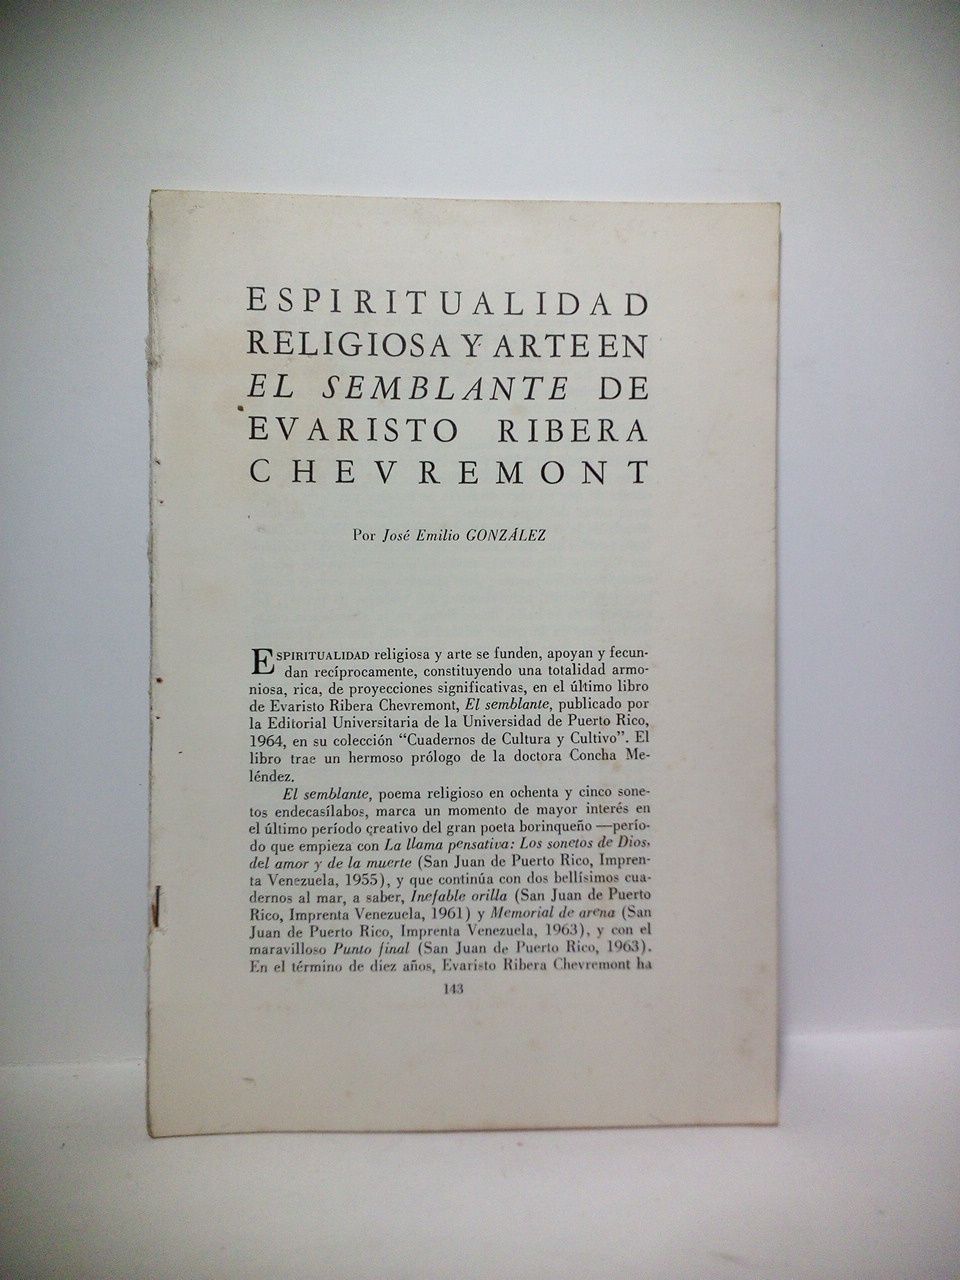 ESPIRITUALIDAD
RELIGIOSA Y ARTE EN
EL SEMBLANTE DE
EVARISTO RIBERA
CHEVREMONT
Por José Emilio GONZÁLEZ
ESPIRITUALIDAD religiosa y arte se funden, apoyan y fecun-
dan recíprocamente, constituyendo una totalidad armo-
niosa, rica, de proyecciones significativas, en el último libro
de Evaristo Ribera Chevremont, El semblante, publicado por
la Editorial Universitaria de la Universidad de Puerto Rico,
1964, en su colección “Cuadernos de Cultura y Cultivo”. El
libro trae un hermoso prólogo de la doctora Concha Me-
léndez.
El semblante, poema religioso en ochenta y cinco sone-
tos endecasílabos, marca un momento de mayor interés en
el último período creativo del gran poeta borinqueño —perío-
do que empieza con La llama pensativa: Los sonetos de Dios,
del amor y de la muerte (San Juan de Puerto Rico, Impren-
ta Venezuela, 1955), y que continúa con dos bellísimos cua-
dernos al mar, a saber, Inefable orilla (San Juan de Puerto
Rico, Imprenta Venezuela, 1961) y Memorial de arena (San
Juan de Puerto Rico, Imprenta Venezuela, 1963), y con el
maravilloso Punto final (San Juan de Puerto Rico, 1963).
En el término de diez años, Evaristo Ribera Chevremont ha
143